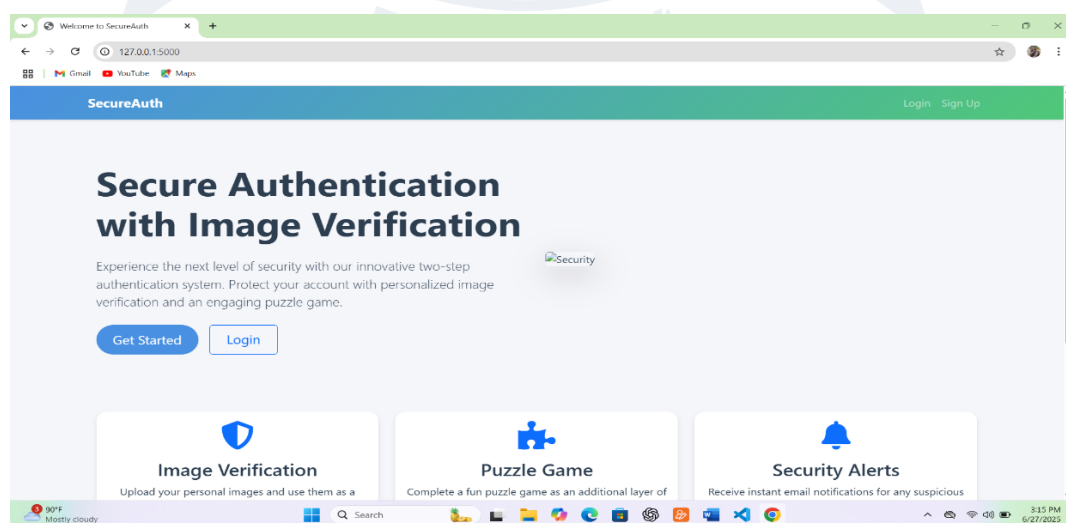 Welcome to SecureAuth
127.0.0.1:5000
Gmail YouTube Maps
SecureAuth Login Sign Up
Secure Authentication
with Image Verification
Experience the next level of security with our innovative two-step
authentication system. Protect your account with personalized image
verification and an engaging puzzle game.
Security
Get Started Login
Image Verification
Upload your personal images and use them as a
Puzzle Game
Complete a fun puzzle game as an additional layer of
Security Alerts
Receive instant email notifications for any suspicious
90°F
Mostly cloudy
Search
3:15 PM
6/27/2025